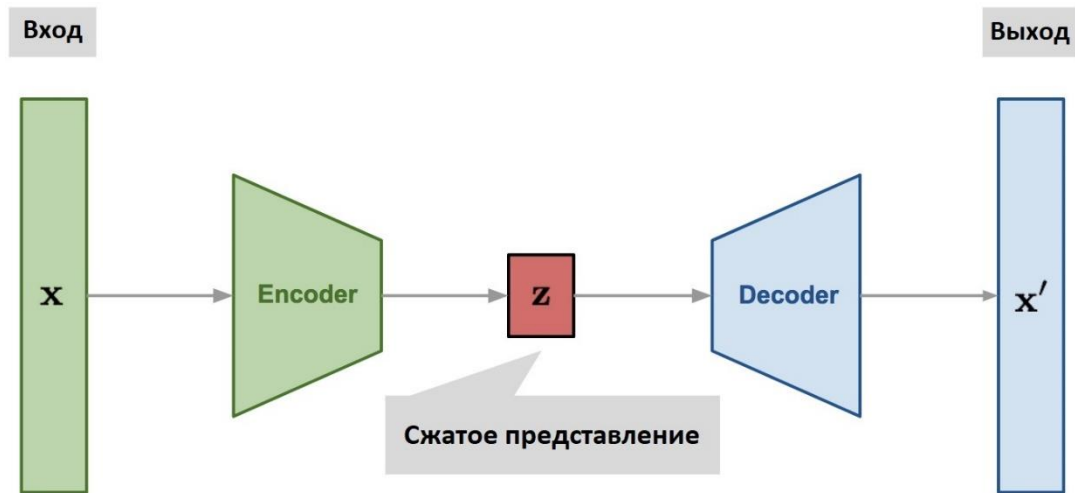 Вход
Выход
x
Encoder
z
Decoder
x′
Сжатое представление